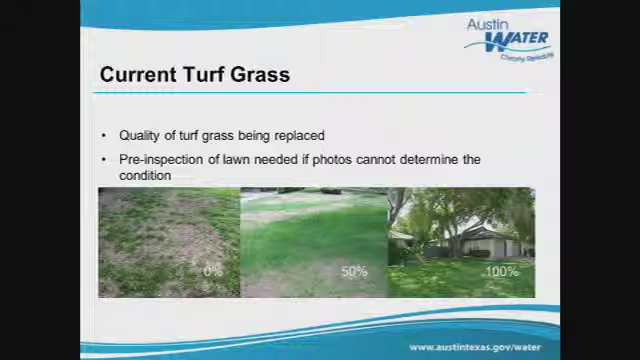 Austin
WATER
Current Turf Grass
• Quality of turf grass being replaced
• Pre-inspection of lawn needed if photos cannot determine the
condition
0%
50%
100%
www.austintexas.gov/water